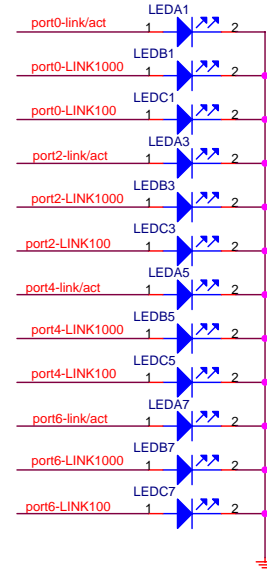 LEDA1
port0-link/act 1 2
LEDB1
port0-LINK1000 1 2
LEDC1
port0-LINK100 1 2
LEDA3
port2-link/act 1 2
LEDB3
port2-LINK1000 1 2
LEDC3
port2-LINK100 1 2
LEDA5
port4-link/act 1 2
LEDB5
port4-LINK1000 1 2
LEDC5
port4-LINK100 1 2
LEDA7
port6-link/act 1 2
LEDB7
port6-LINK1000 1 2
LEDC7
port6-LINK100 1 2